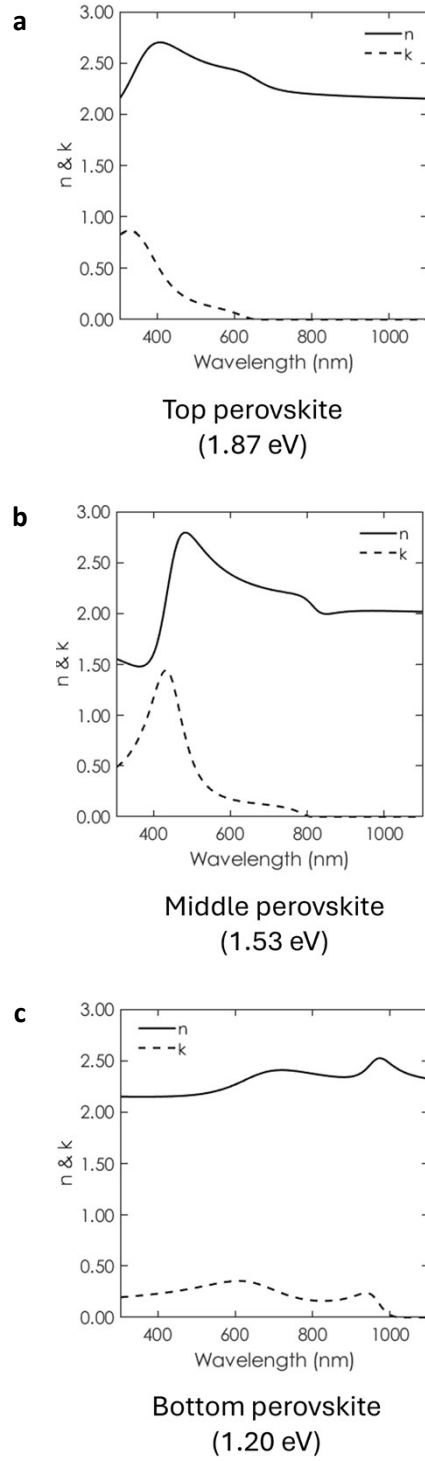 a
3.00
2.50
2.00
1.50
1.00
0.50
0.00
n & k
n
k
400
600
800
1000
Wavelength (nm)
Top perovskite
(1.87 eV)
b
3.00
2.50
2.00
1.50
1.00
0.50
0.00
n & k
n
k
400
600
800
1000
Wavelength (nm)
Middle perovskite
(1.53 eV)
c
3.00
2.50
2.00
1.50
1.00
0.50
0.00
n & k
n
k
400
600
800
1000
Wavelength (nm)
Bottom perovskite
(1.20 eV)